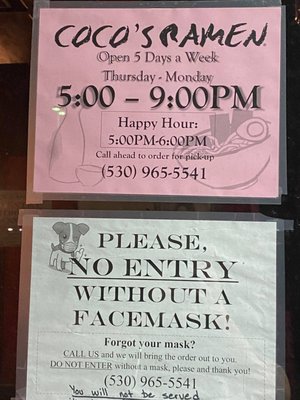 COCO'S RAMEN
Open 5 Days a Week
Thursday - Monday
5:00 – 9:00PM
Happy Hour:
5:00PM-6:00PM
Call ahead to order for pick-up
(530) 965-5541
PLEASE,
NO ENTRY
WITHOUT A
FACEMASK!
Forgot your mask?
CALL US and we will bring the order out to you.
DO NOT ENTER without a mask, please and thank you!
(530) 965-5541
You will not be served